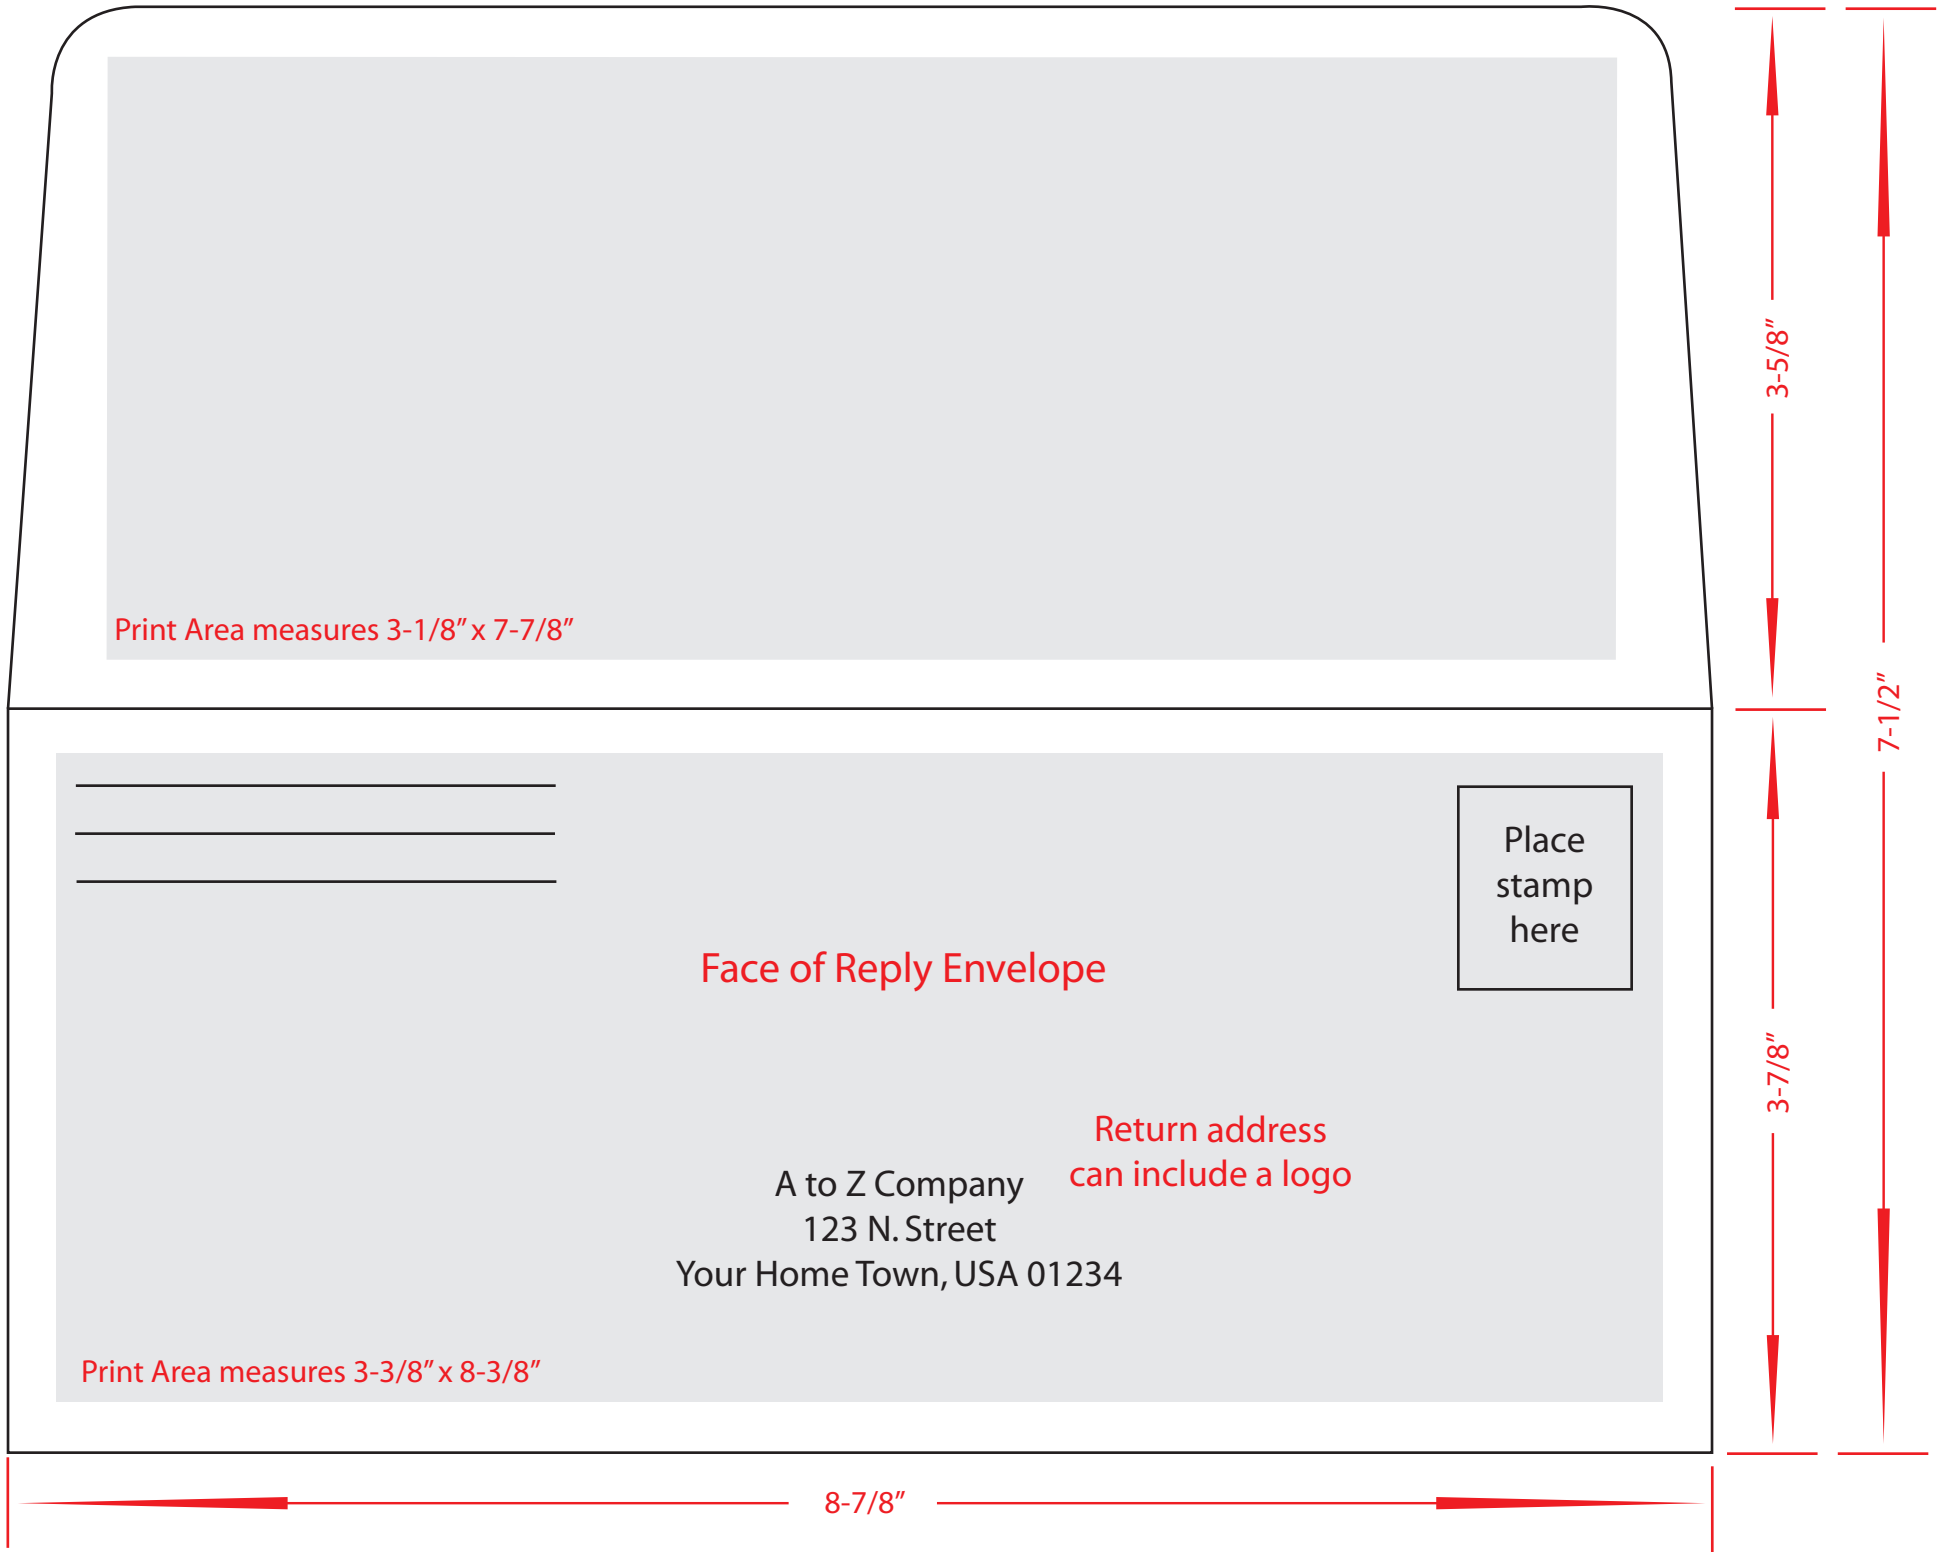 3-5/8”
Print Area measures 3-1/8” x 7-7/8”
7-1/2”
Place
stamp
here
Face of Reply Envelope
3-7/8”
Return address
can include a logo
A to Z Company
123 N. Street
Your Home Town, USA 01234
Print Area measures 3-3/8” x 8-3/8”
8-7/8”